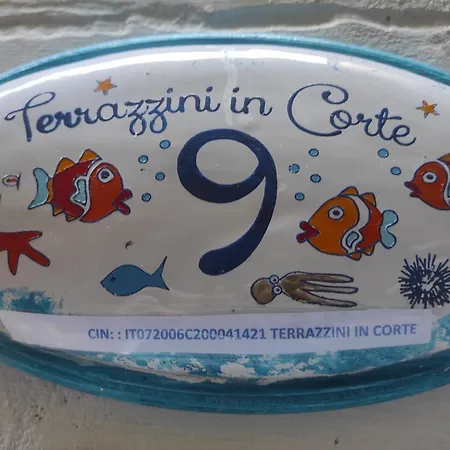 Terrazzini in Corte
9
CIN: : IT072006C200041421 TERRAZZINI IN CORTE